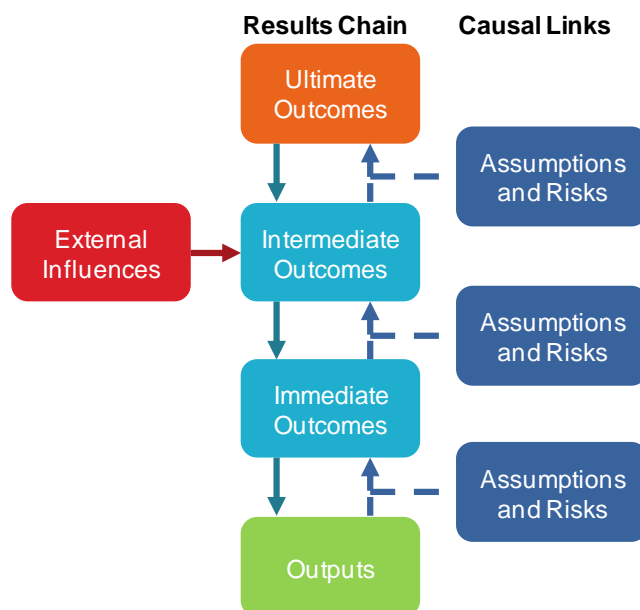 Results Chain
Causal Links
Ultimate
Outcomes
Assumptions
and Risks
External
Influences
Intermediate
Outcomes
Assumptions
and Risks
Immediate
Outcomes
Assumptions
and Risks
Outputs